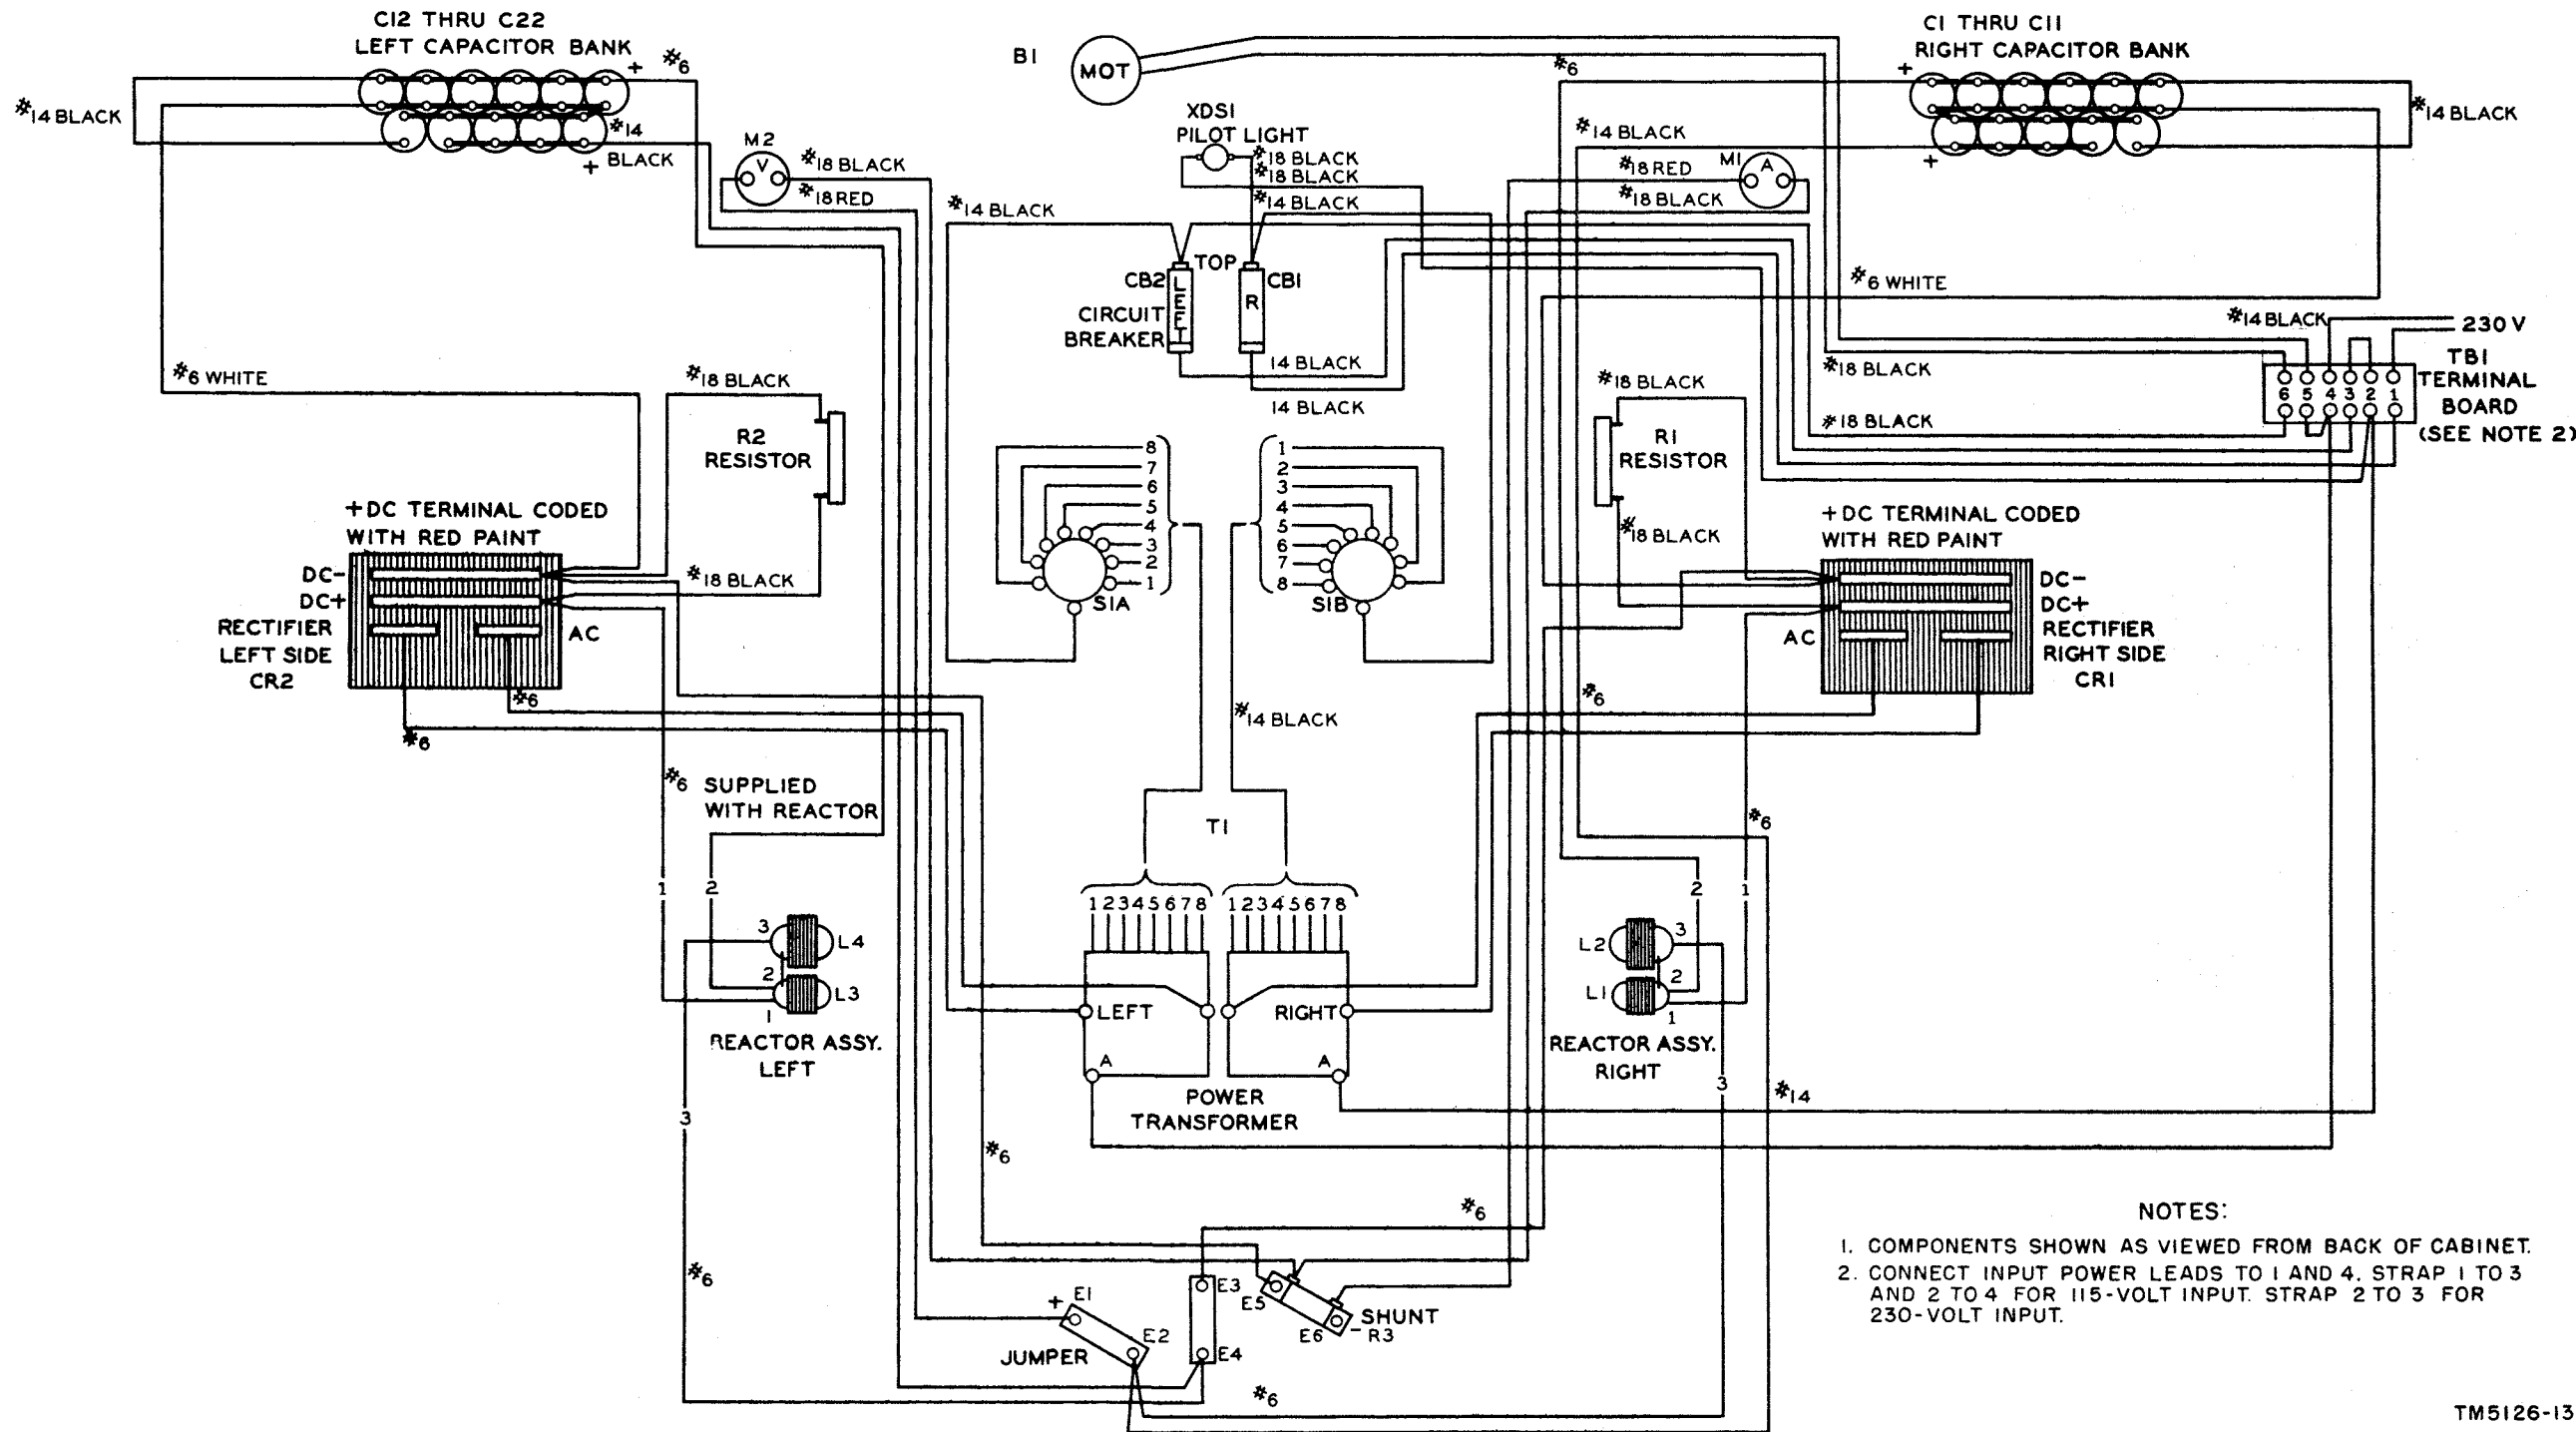 C12 THRU C22
LEFT CAPACITOR BANK
+
#6
#14 BLACK
#14
BLACK
+
M2
V
#18 BLACK
#18 RED
B1
MOT
XDS1
PILOT LIGHT
#18 BLACK
#18 BLACK
#14 BLACK
#14 BLACK
C1 THRU C11
RIGHT CAPACITOR BANK
+
#6
#14 BLACK
#14 BLACK
+
#18 RED
M1
A
#18 BLACK
TOP
CB2
LEFT
CB1
R
CIRCUIT
BREAKER
14 BLACK
14 BLACK
#6 WHITE
#6 WHITE
#14 BLACK
230 V
TB1
TERMINAL
BOARD
(SEE NOTE 2)
6 5 4 3 2 1
#18 BLACK
#18 BLACK
#18 BLACK
R2
RESISTOR
#18 BLACK
#18 BLACK
R1
RESISTOR
#18 BLACK
8
7
6
5
4
3
2
1
S1A
1
2
3
4
5
6
7
8
S1B
+DC TERMINAL CODED
WITH RED PAINT
DC-
DC+
RECTIFIER
LEFT SIDE
CR2
AC
#6
#6
+DC TERMINAL CODED
WITH RED PAINT
DC-
DC+
RECTIFIER
RIGHT SIDE
CR1
AC
#6
#14 BLACK
#6
SUPPLIED
WITH REACTOR
T1
#6
1
2
3
L4
2
L3
1
REACTOR ASSY.
LEFT
3
1 2 3 4 5 6 7 8
1 2 3 4 5 6 7 8
LEFT
RIGHT
A
A
POWER
TRANSFORMER
2
1
L2
3
2
L1
1
REACTOR ASSY.
RIGHT
3
#14
#6
#6
#6
+
E1
E2
JUMPER
E3
E4
E5
E6
-
SHUNT
R3
#6
NOTES:
1. COMPONENTS SHOWN AS VIEWED FROM BACK OF CABINET.
2. CONNECT INPUT POWER LEADS TO 1 AND 4. STRAP 1 TO 3
AND 2 TO 4 FOR 115-VOLT INPUT. STRAP 2 TO 3 FOR
230-VOLT INPUT.
TM5126-13